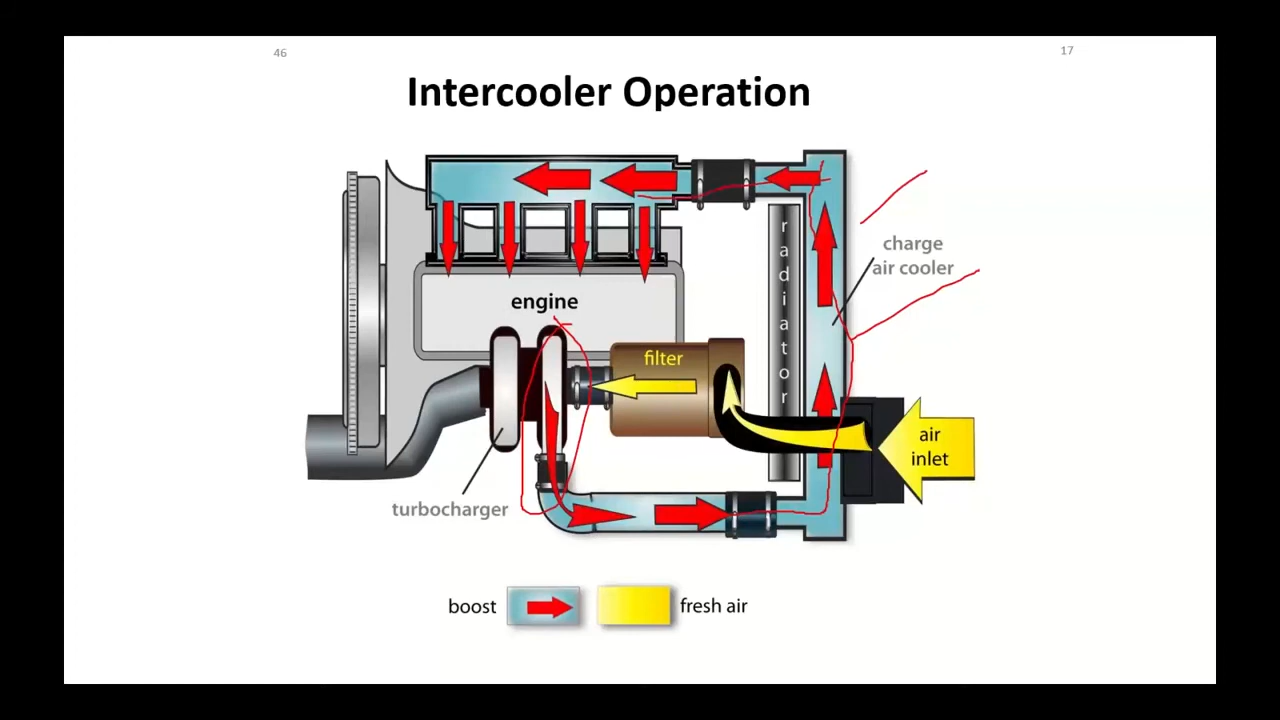 46
17
Intercooler Operation
radiator
charge
air cooler
engine
filter
air
inlet
turbocharger
boost
fresh air